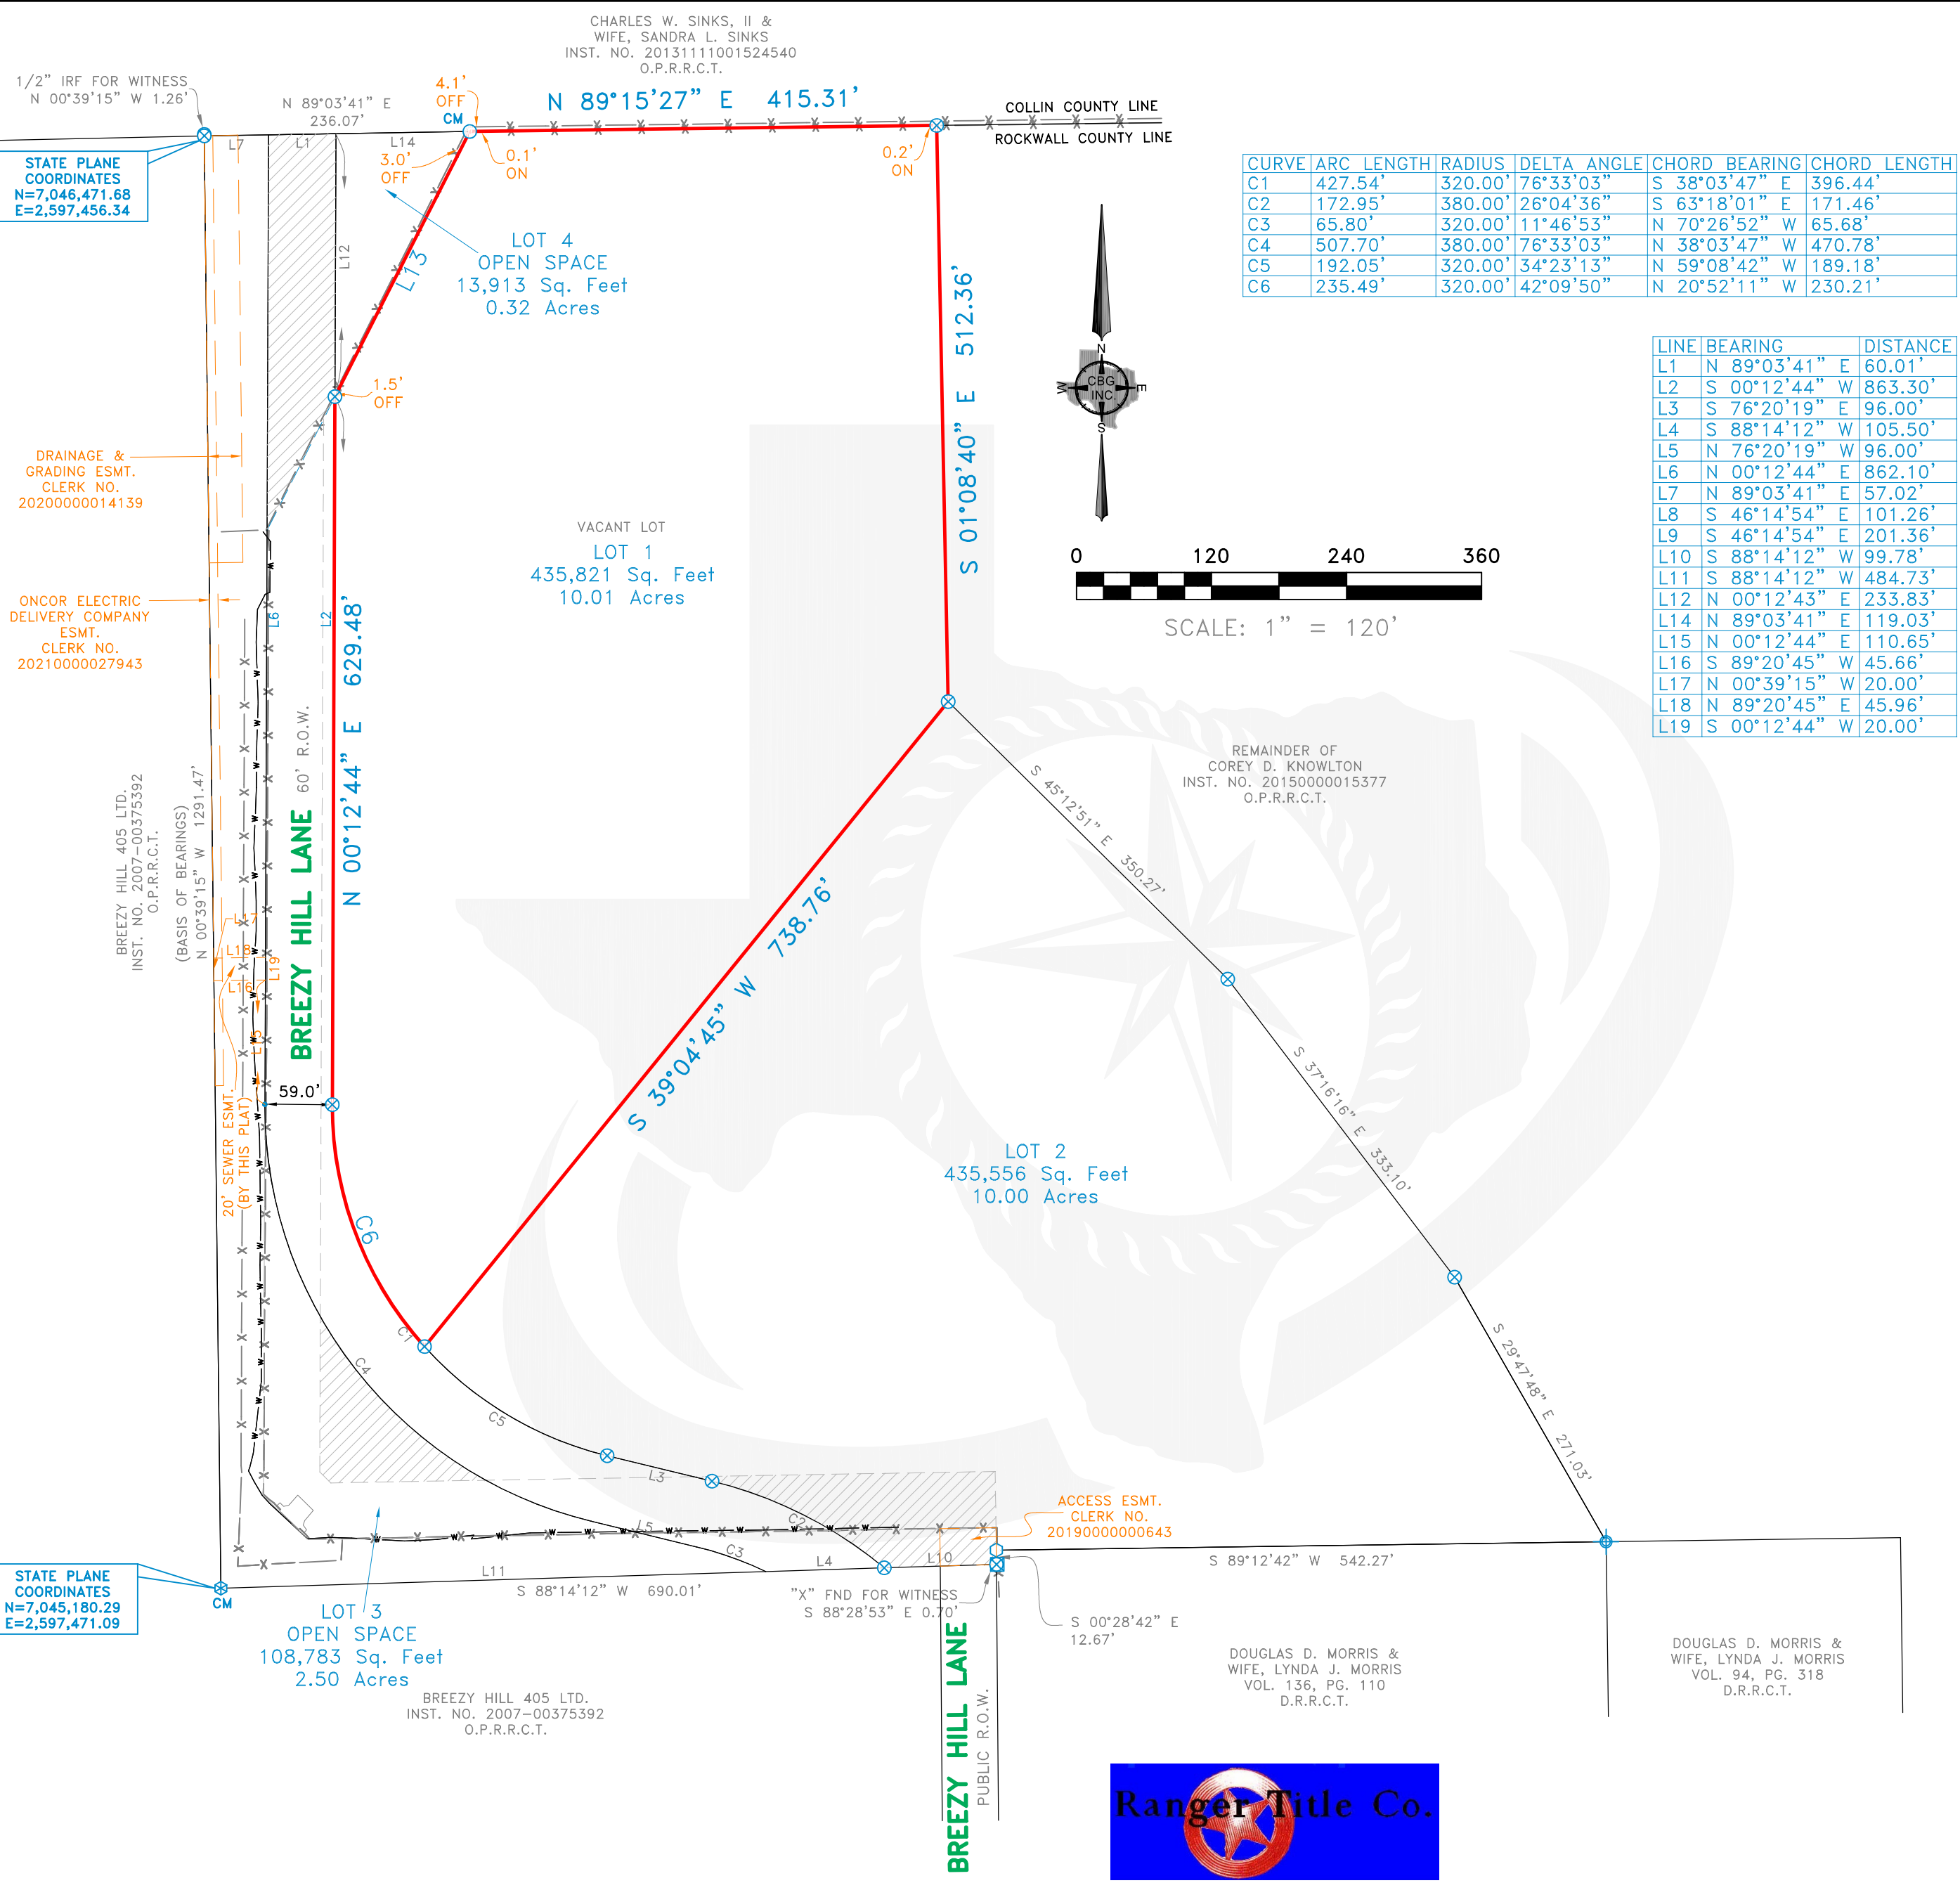 CHARLES W. SINKS, II &
WIFE, SANDRA L. SINKS
INST. NO. 20131111001524540
O.P.R.R.C.T.
1/2" IRF FOR WITNESS
N 00°39'15" W 1.26'
N 89°03'41" E
236.07'
4.1'
OFF
CM
N 89°15'27" E 415.31'
COLLIN COUNTY LINE
ROCKWALL COUNTY LINE
L7
L1
L14
3.0'
OFF
0.1'
ON
0.2'
ON
STATE PLANE
COORDINATES
N=7,046,471.68
E=2,597,456.34
CURVE ARC LENGTH RADIUS DELTA ANGLE CHORD BEARING CHORD LENGTH
C1 427.54' 320.00' 76°33'03" S 38°03'47" E 396.44'
C2 172.95' 380.00' 26°04'36" S 63°18'01" E 171.46'
C3 65.80' 320.00' 11°46'53" N 70°26'52" W 65.68'
C4 507.70' 380.00' 76°33'03" N 38°03'47" W 470.78'
C5 192.05' 320.00' 34°23'13" N 59°08'42" W 189.18'
C6 235.49' 320.00' 42°09'50" N 20°52'11" W 230.21'
L12
L13
LOT 4
OPEN SPACE
13,913 Sq. Feet
0.32 Acres
S 01°08'40" E 512.36'
N
W
CBG
INC.
E
S
LINE BEARING DISTANCE
L1 N 89°03'41" E 60.01'
L2 S 00°12'44" W 863.30'
L3 S 76°20'19" E 96.00'
L4 S 88°14'12" W 105.50'
L5 N 76°20'19" W 96.00'
L6 N 00°12'44" E 862.10'
L7 N 89°03'41" E 57.02'
L8 S 46°14'54" E 101.26'
L9 S 46°14'54" E 201.36'
L10 S 88°14'12" W 99.78'
L11 S 88°14'12" W 484.73'
L12 N 00°12'43" E 233.83'
L14 N 89°03'41" E 119.03'
L15 N 00°12'44" E 110.65'
L16 S 89°20'45" W 45.66'
L17 N 00°39'15" W 20.00'
L18 N 89°20'45" E 45.96'
L19 S 00°12'44" W 20.00'
1.5'
OFF
DRAINAGE &
GRADING ESMT.
CLERK NO.
20200000014139
VACANT LOT
LOT 1
435,821 Sq. Feet
10.01 Acres
0 120 240 360
SCALE: 1" = 120'
ONCOR ELECTRIC
DELIVERY COMPANY
ESMT.
CLERK NO.
20210000027943
L6
L2
N 00°12'44" E 629.48'
BREEZY HILL LANE 60' R.O.W.
BREEZY HILL 405 LTD.
INST. NO. 2007-00375392
O.P.R.R.C.T.
(BASIS OF BEARINGS)
N 00°39'15" W 1291.47'
REMAINDER OF
COREY D. KNOWLTON
INST. NO. 20150000015377
O.P.R.R.C.T.
S 45°12'51" E 350.27'
S 39°04'45" W 738.76'
L17
L18
L19
L16
L15
59.0'
20' SEWER ESMT.
(BY THIS PLAT)
S 37°16'16" E 333.10'
LOT 2
435,556 Sq. Feet
10.00 Acres
C6
C1
C4
C5
S 29°47'48" E 271.03'
L3
C2
L5
C3
L4
L10
L11
ACCESS ESMT.
CLERK NO.
20190000000643
S 89°12'42" W 542.27'
STATE PLANE
COORDINATES
N=7,045,180.29
E=2,597,471.09
CM
S 88°14'12" W 690.01'
"X" FND FOR WITNESS
S 88°28'53" E 0.70'
S 00°28'42" E
12.67'
LOT 3
OPEN SPACE
108,783 Sq. Feet
2.50 Acres
BREEZY HILL 405 LTD.
INST. NO. 2007-00375392
O.P.R.R.C.T.
BREEZY HILL LANE
PUBLIC R.O.W.
DOUGLAS D. MORRIS &
WIFE, LYNDA J. MORRIS
VOL. 136, PG. 110
D.R.R.C.T.
DOUGLAS D. MORRIS &
WIFE, LYNDA J. MORRIS
VOL. 94, PG. 318
D.R.R.C.T.
Ranger Title Co.